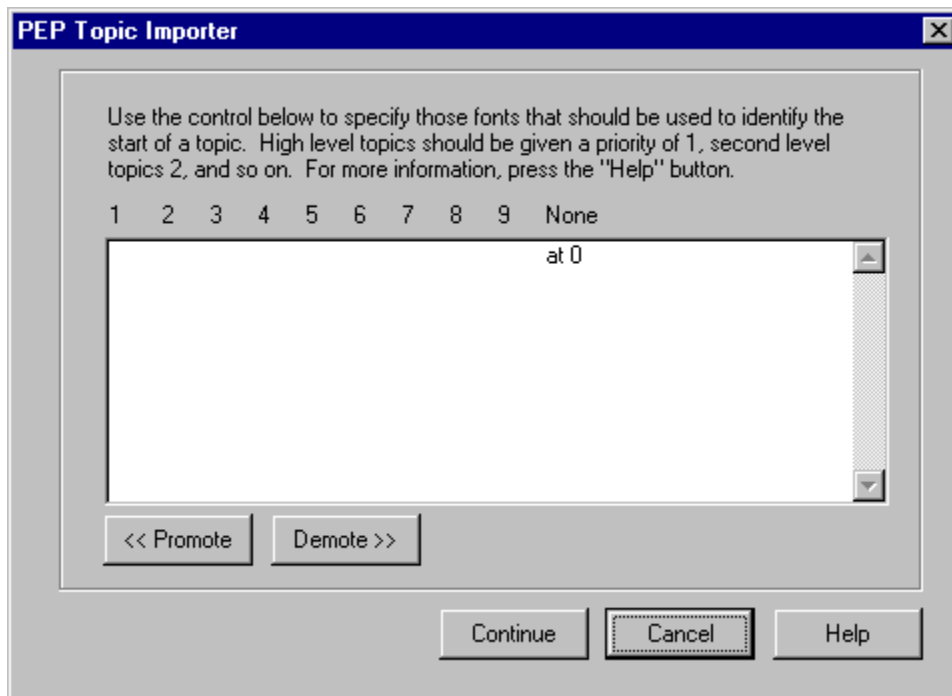 PEP Topic Importer
Use the control below to specify those fonts that should be used to identify the
start of a topic.  High level topics should be given a priority of 1, second level
topics 2, and so on.  For more information, press the "Help" button.
1 2 3 4 5 6 7 8 9 None
at 0
<< Promote Demote >>
Continue Cancel Help